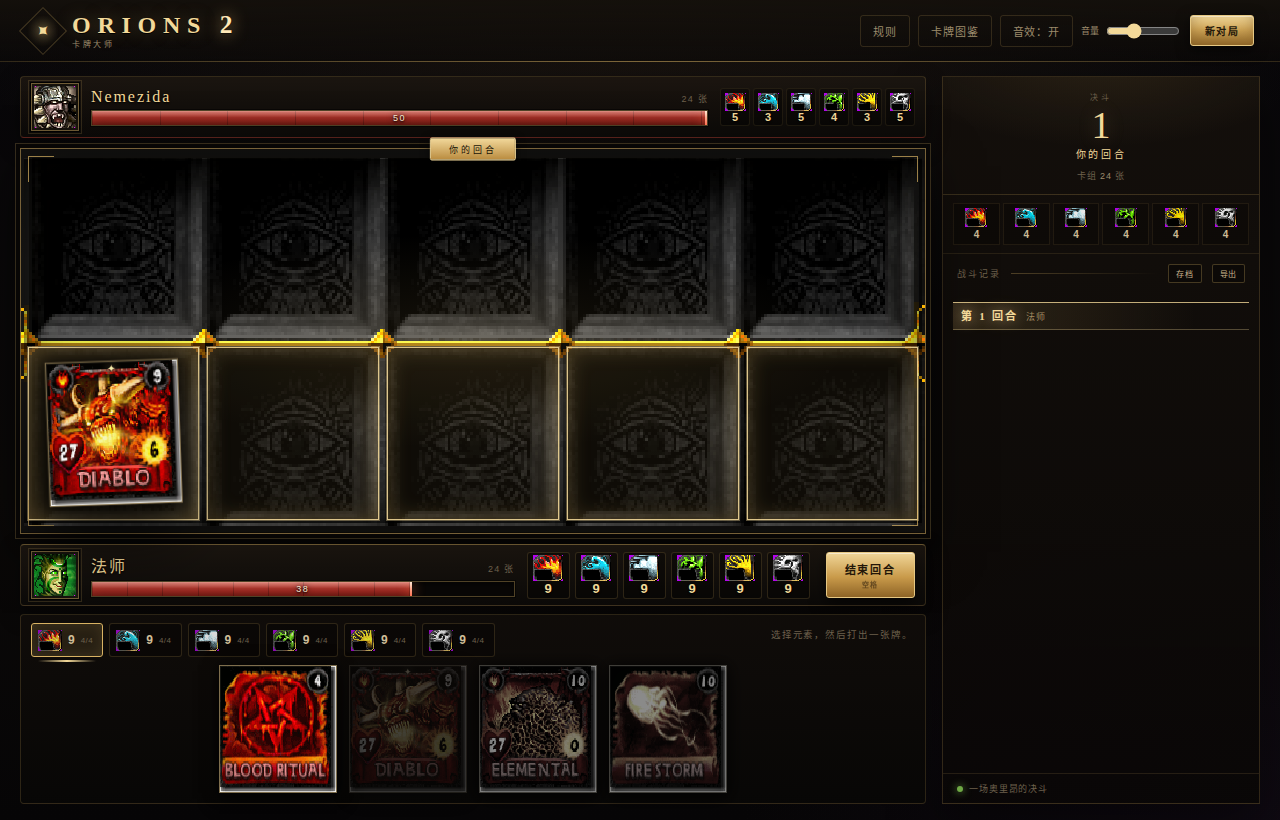 ORIONS 2
卡牌大师
规则
卡牌图鉴
音效：开
音量
新对局
Nemezida
24 张
50
5 3 5 4 3 5
你的回合
9
27
6
DIABLO
法师
24 张
38
9 9 9 9 9 9
结束回合
空格
9 4/4
9 4/4
9 4/4
9 4/4
9 4/4
9 4/4
选择元素，然后打出一张牌。
4
BLOOD RITUAL
9
27
6
DIABLO
10
27
0
ELEMENTAL
10
FIRESTORM
决斗
1
你的回合
卡组 24 张
4 4 4 4 4 4
战斗记录
存档
导出
第 1 回合 法师
一场奥里昂的决斗